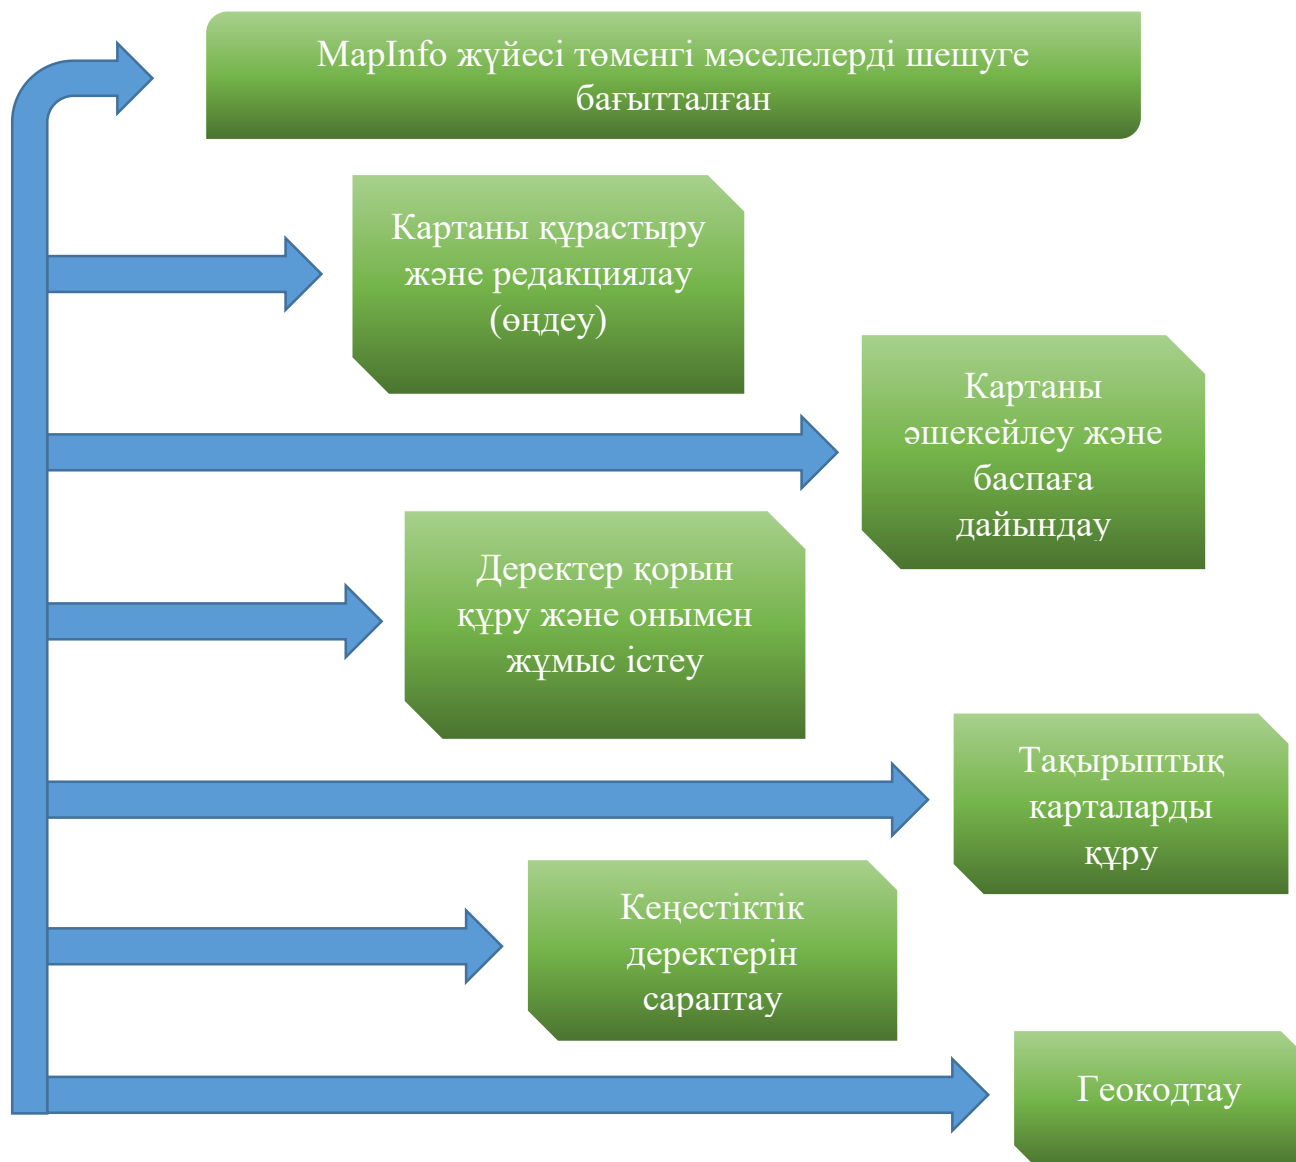 MapInfo жүйесі төменгі мәселелерді шешуге
бағытталған
Картаны құрастыру
және редакциялау
(өңдеу)
Картаны
әшекейлеу және
баспаға
дайындау
Деректер қорын
құру және онымен
жұмыс істеу
Тақырыптық
карталарды
құру
Кеңестіктік
деректерін
сараптау
Геокодтау